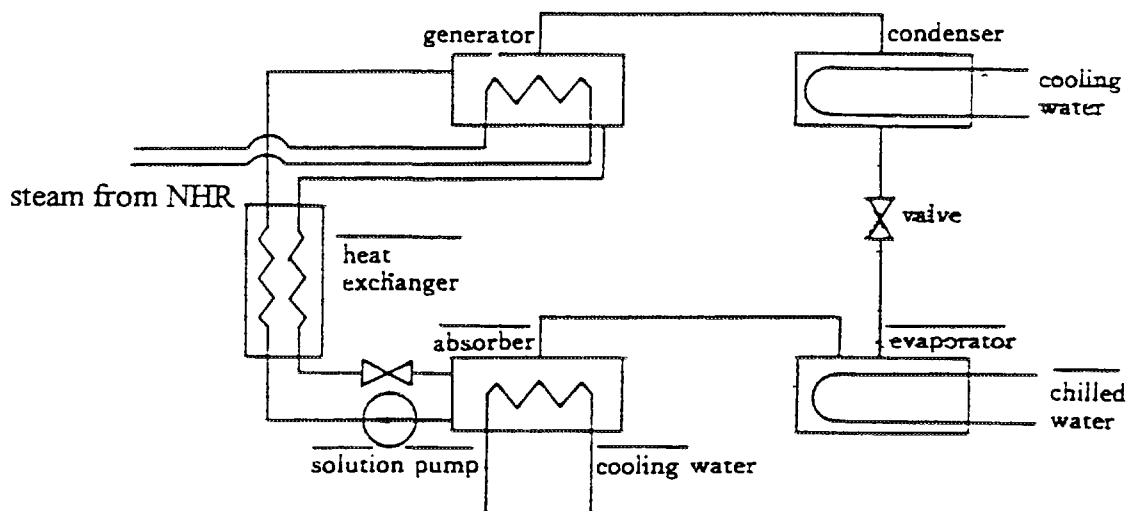 generator
condenser
cooling
water
steam from NHR
valve
heat
exchanger
absorber
evaporator
chilled
water
solution pump
cooling water